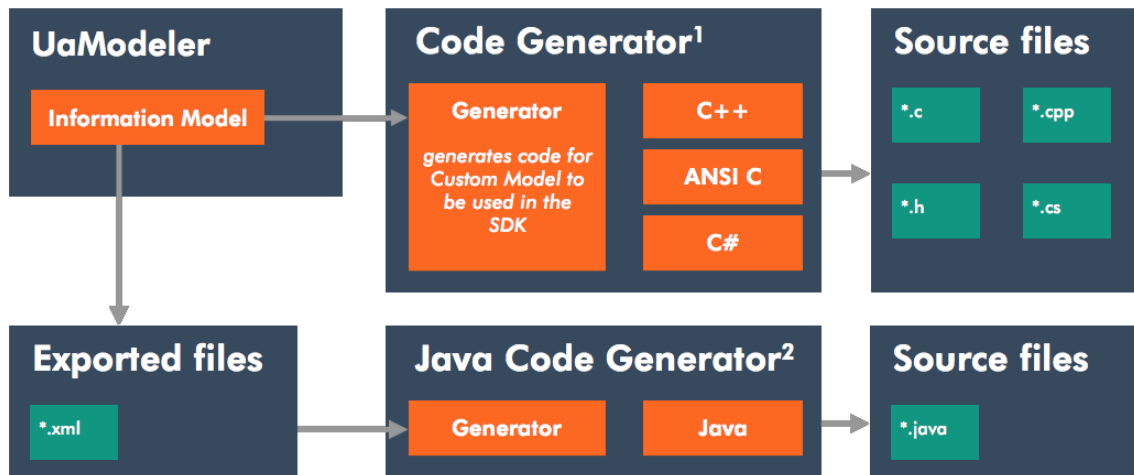 UaModeler
Information Model
Code Generator¹
Generator
generates code for
Custom Model to
be used in the
SDK
C++
ANSI C
C#
Source files
*.c
*.cpp
*.h
*.cs
Exported files
*.xml
Java Code Generator²
Generator
Java
Source files
*.java